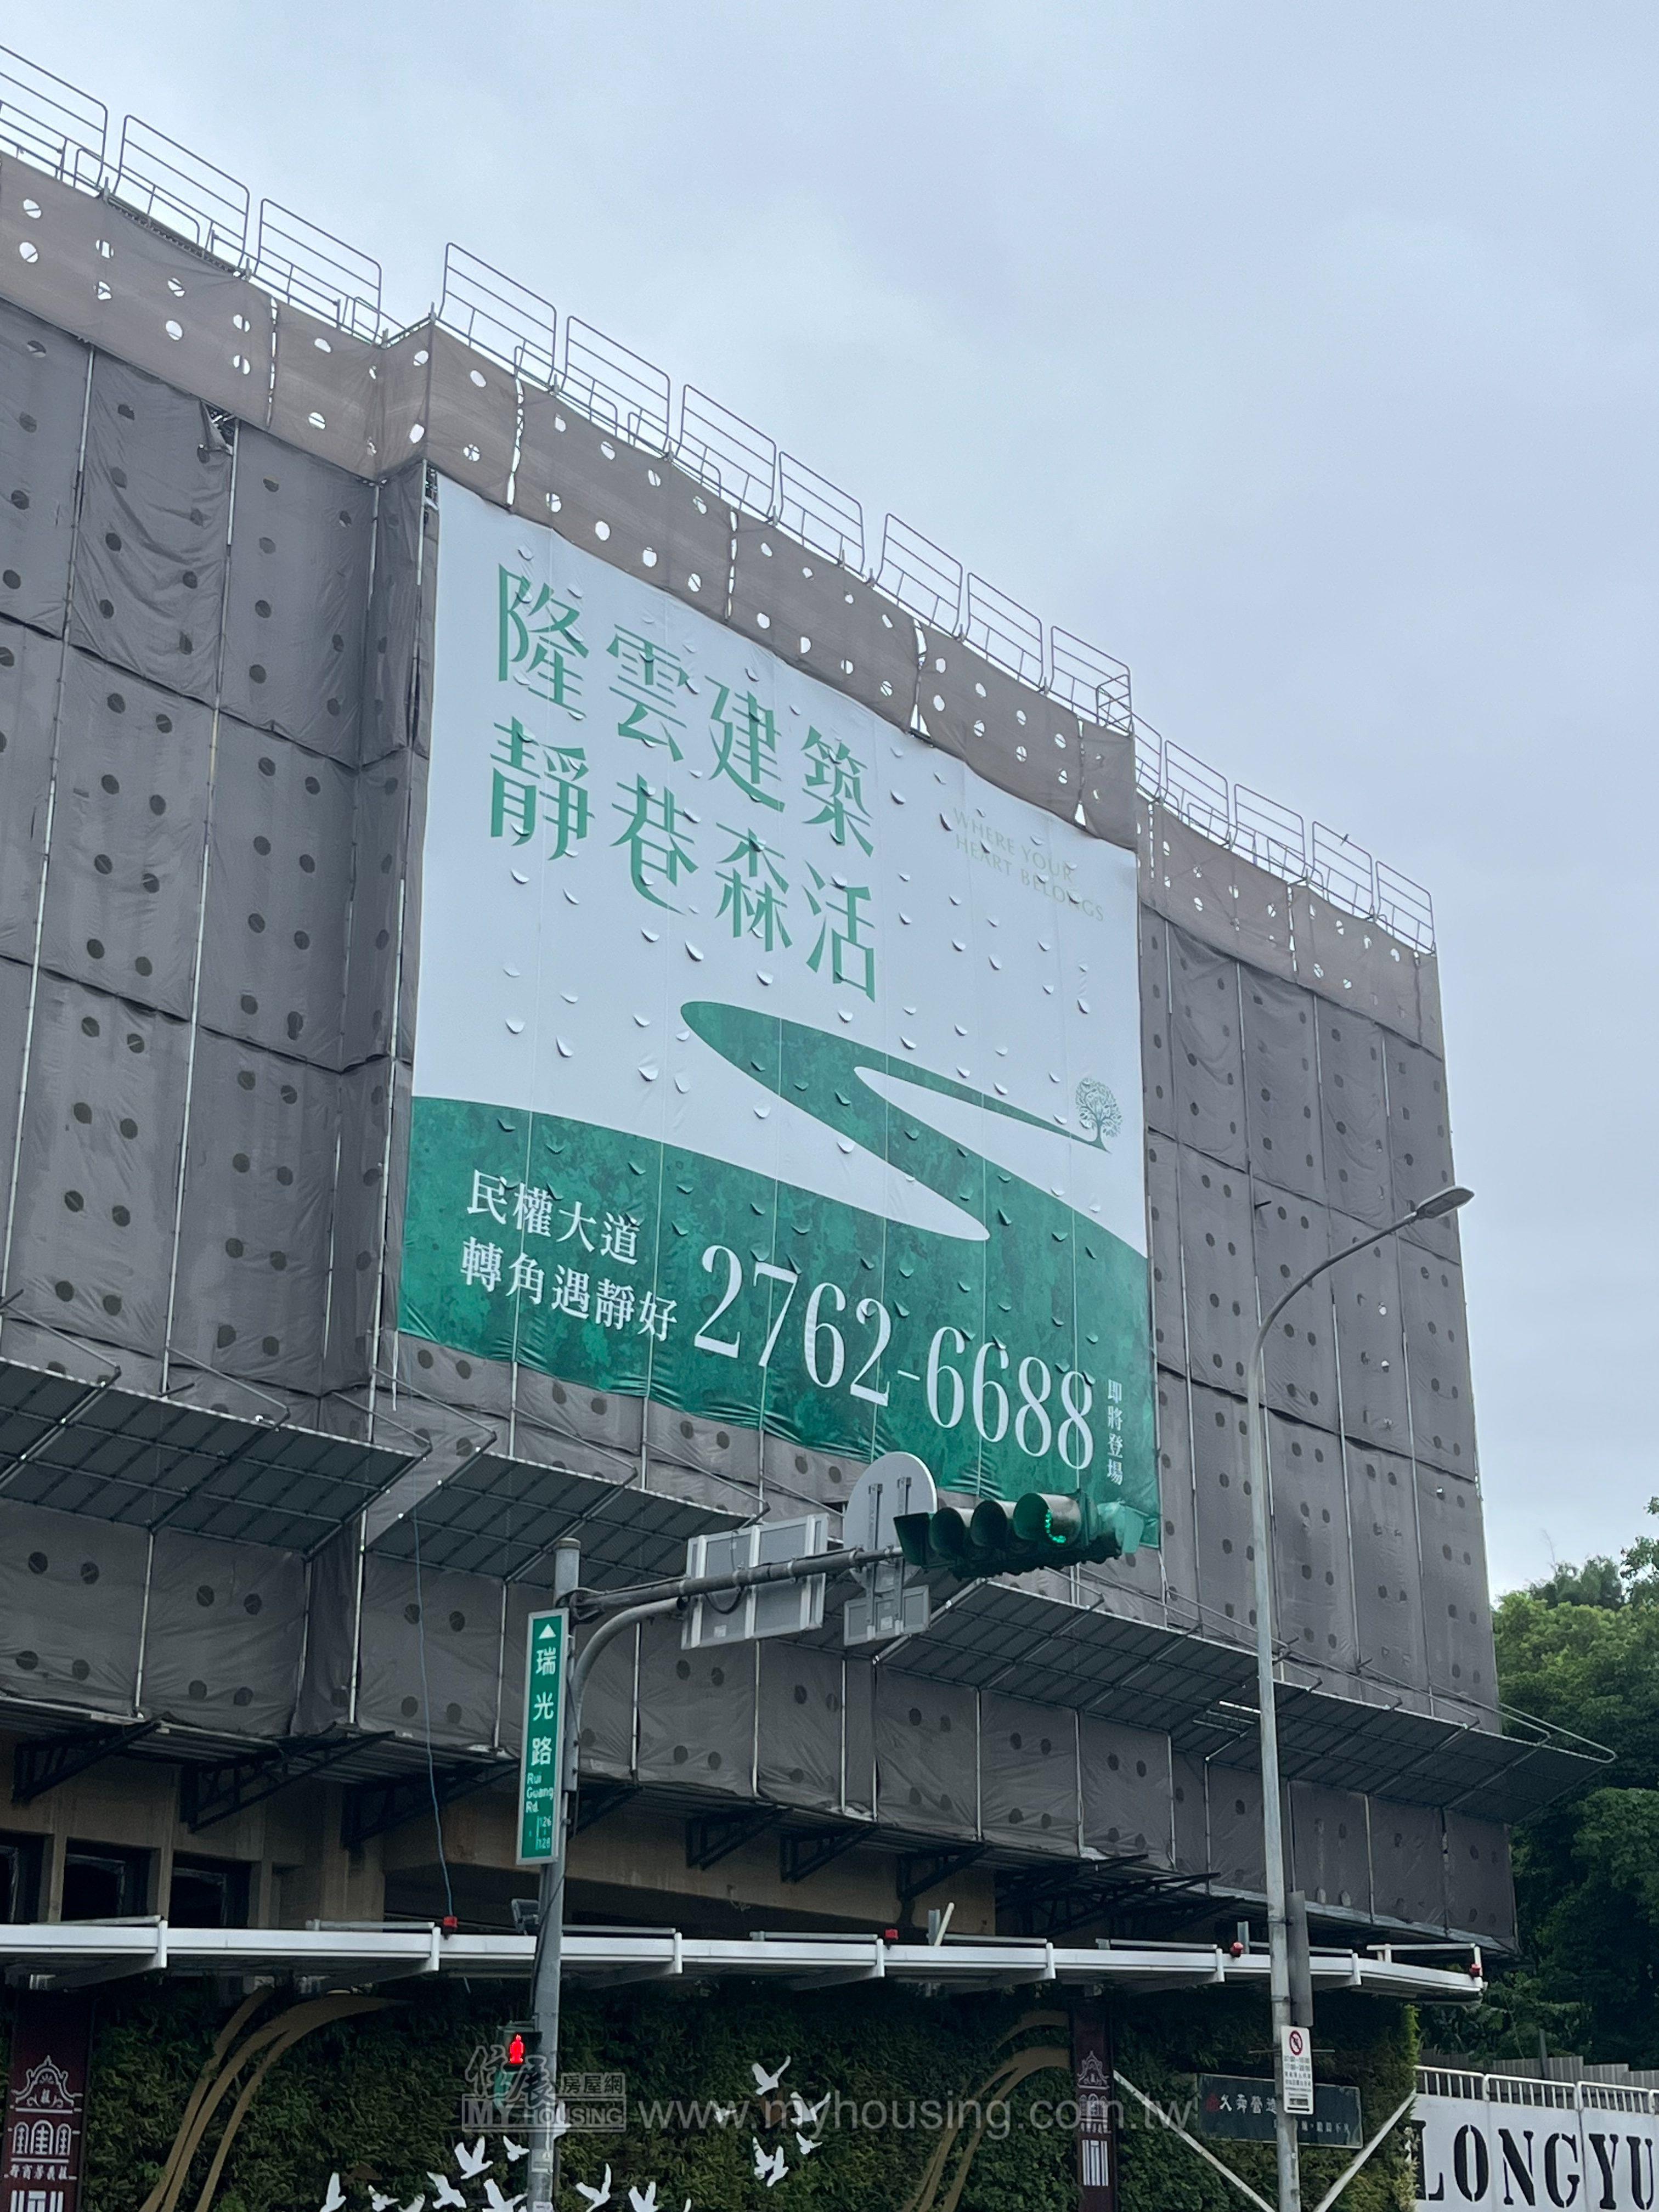 隆雲建築
靜巷森活
WHERE YOUR
HEART BELONGS
民權大道
轉角遇靜好
2762-6688
即將登場
瑞光路
Rui
Guang
Rd.
126
128
住展
房屋網
MY HOUSING
www.myhousing.com.tw
LONGYU